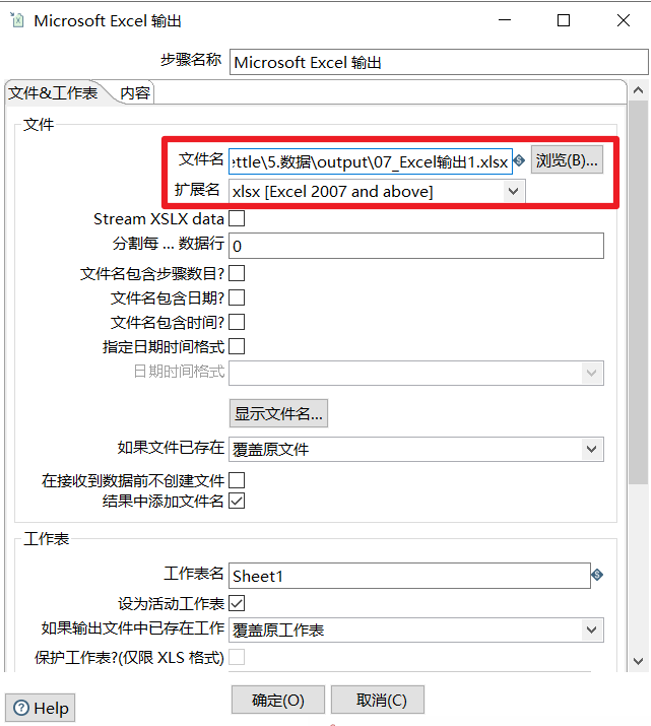 Microsoft Excel 输出
步骤名称 Microsoft Excel 输出
文件&工作表 内容
文件
文件名 ettle\5.数据\output\07_Excel输出1.xlsx 浏览(B)...
扩展名 xlsx [Excel 2007 and above]
Stream XSLX data
分割每 ... 数据行 0
文件名包含步骤数目?
文件名包含日期?
文件名包含时间?
指定日期时间格式
日期时间格式
显示文件名...
如果文件已存在 覆盖原文件
在接收到数据前不创建文件
结果中添加文件名
工作表
工作表名 Sheet1
设为活动工作表
如果输出文件中已存在工作 覆盖原工作表
保护工作表?(仅限 XLS 格式)
Help 确定(O) 取消(C)